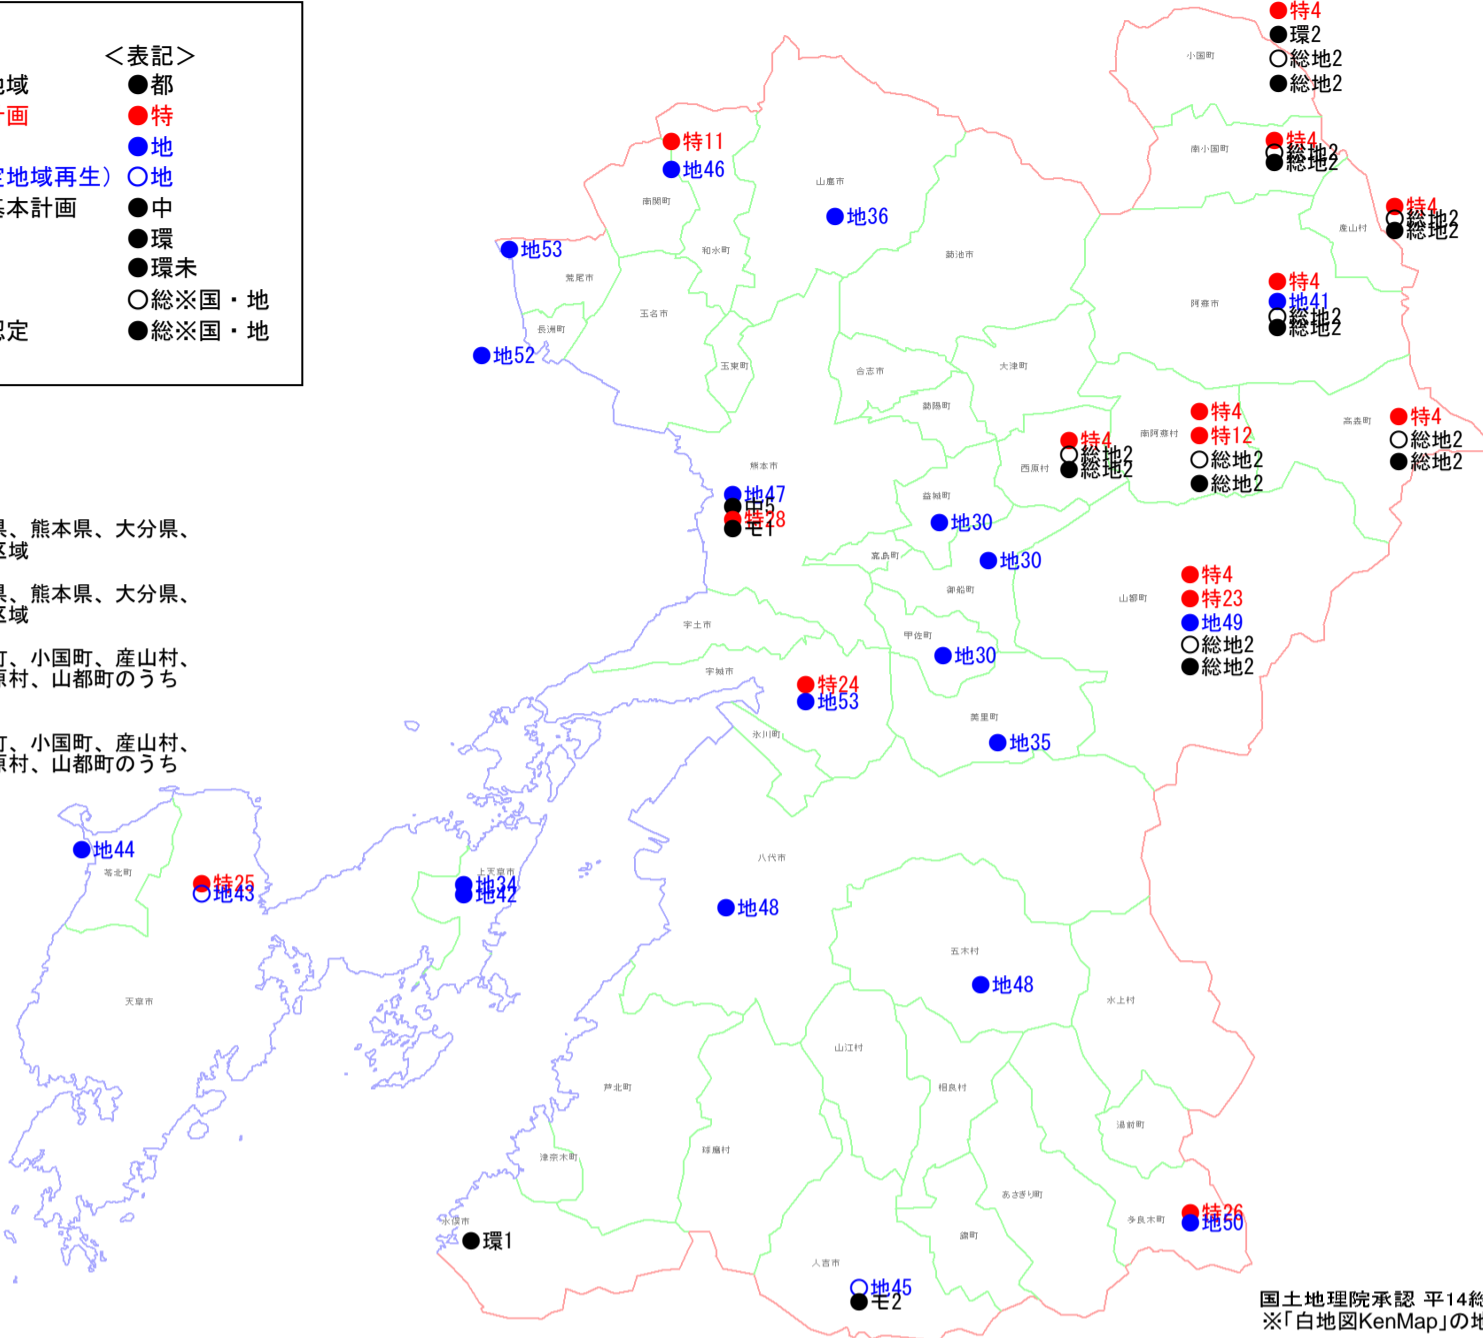 ＜表記＞
地域 ●都
計画 ●特
●地
定地域再生） ○地
基本計画 ●中
●環
●環未
○総※国・地
認定 ●総※国・地
県、熊本県、大分県、
区域
県、熊本県、大分県、
区域
町、小国町、産山村、
原村、山都町のうち
町、小国町、産山村、
原村、山都町のうち
小国町
特4
環2
総地2
総地2
南小国町
特4
総地2
総地2
産山村
特4
総地2
総地2
阿蘇市
特4
地41
総地2
総地2
南関町
特11
地46
和水町
山鹿市
地36
菊池市
地53
荒尾市
長洲町
地52
玉名市
玉東町
合志市
菊陽町
大津町
西原村
特4
総地2
総地2
南阿蘇村
特4
特12
総地2
総地2
高森町
特4
総地2
総地2
熊本市
地47
中5
特28
モ1
益城町
地30
嘉島町
御船町
地30
甲佐町
地30
山都町
特4
特23
地49
総地2
総地2
宇土市
宇城市
特24
地53
氷川町
美里町
地35
八代市
地48
地44
苓北町
特25
地43
天草市
上天草市
地34
地42
五木村
地48
水上村
山江村
相良村
芦北町
球磨村
津奈木町
湯前町
あさぎり町
多良木町
特26
地50
錦町
水俣市
環1
人吉市
地45
モ2
国土地理院承認 平14総
※「白地図KenMap」の地